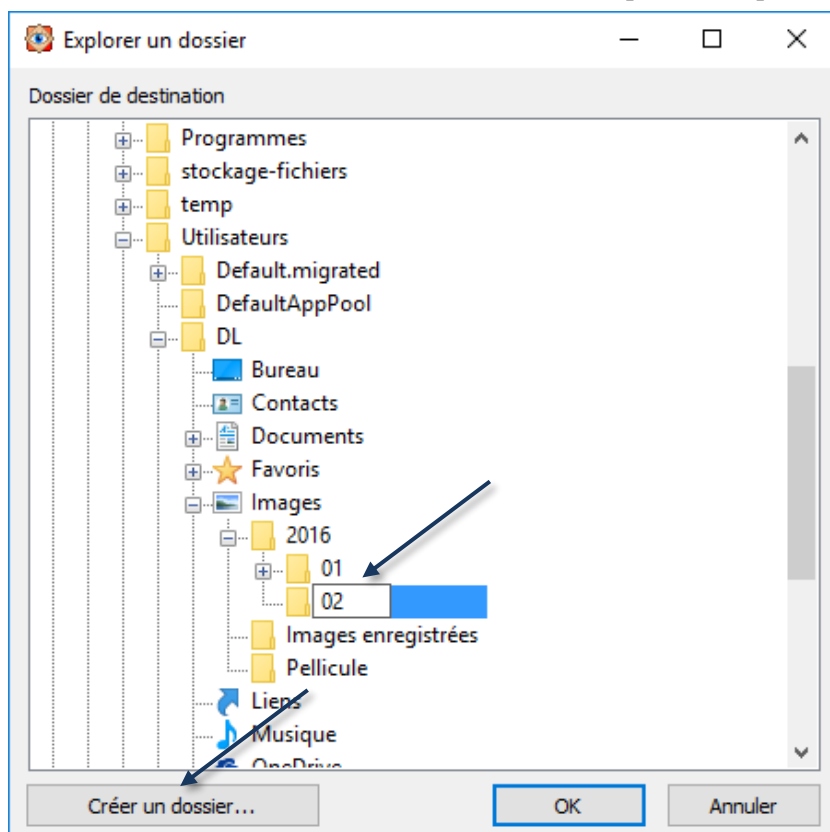 Explorer un dossier
Dossier de destination
Programmes
stockage-fichiers
temp
Utilisateurs
Default.migrated
DefaultAppPool
DL
Bureau
Contacts
Documents
Favoris
Images
2016
01
02
Images enregistrées
Pellicule
Liens
Musique
OneDrive
Créer un dossier...
OK
Annuler